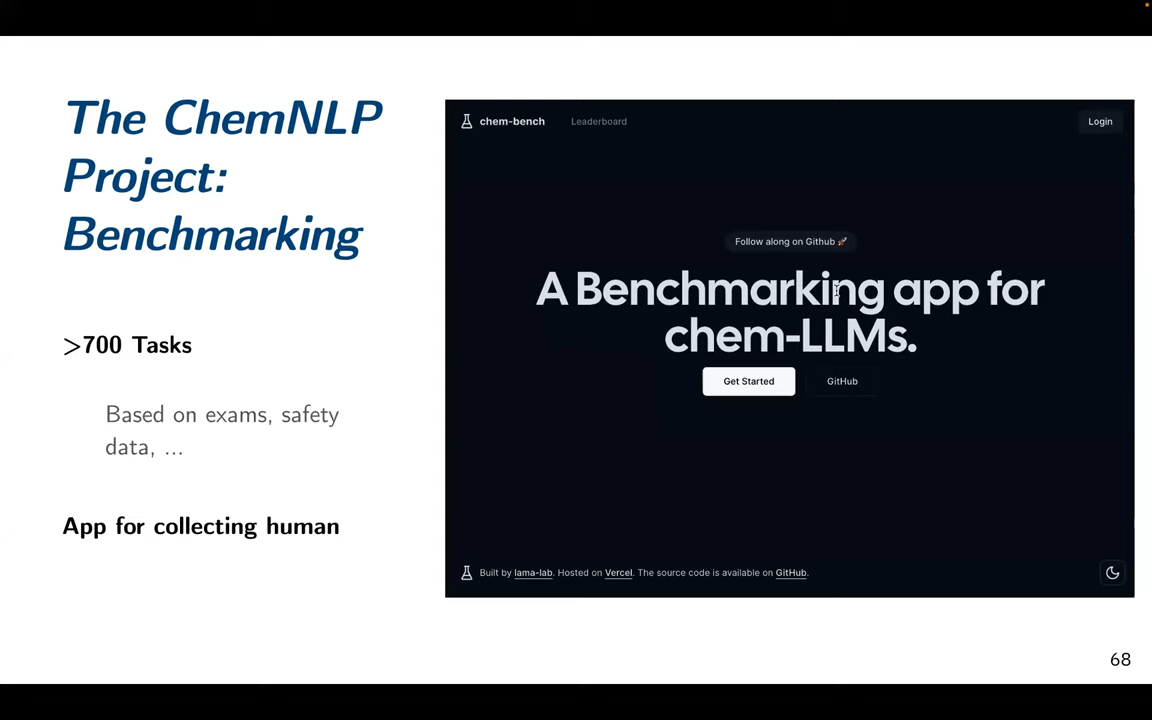 The ChemNLP
Project:
Benchmarking
>700 Tasks
Based on exams, safety
data, ...
App for collecting human
chem-bench Leaderboard Login
Follow along on Github 🚀
A Benchmarking app for
chem-LLMs.
Get Started GitHub
Built by lama-lab. Hosted on Vercel. The source code is available on GitHub.
68